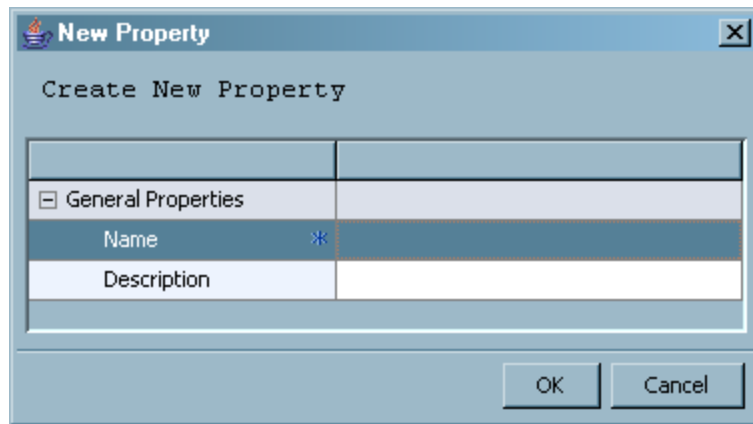 New Property
Create New Property
General Properties
Name *
Description
OK Cancel